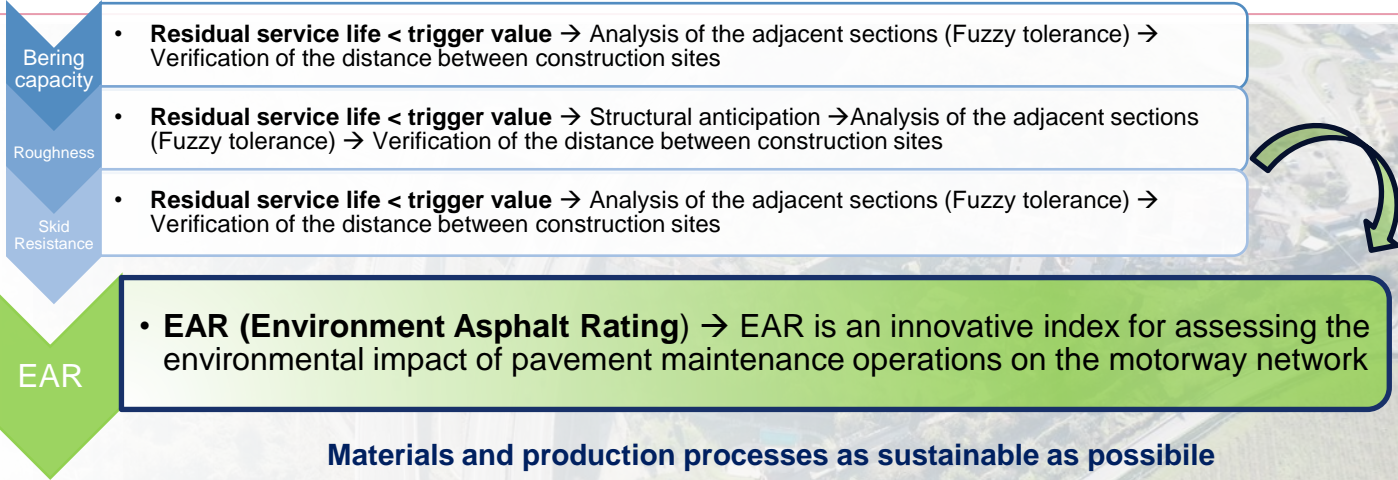 Bering
capacity
• Residual service life < trigger value → Analysis of the adjacent sections (Fuzzy tolerance) →
Verification of the distance between construction sites
Roughness
• Residual service life < trigger value → Structural anticipation →Analysis of the adjacent sections
(Fuzzy tolerance) → Verification of the distance between construction sites
Skid
Resistance
• Residual service life < trigger value → Analysis of the adjacent sections (Fuzzy tolerance) →
Verification of the distance between construction sites
EAR
• EAR (Environment Asphalt Rating) → EAR is an innovative index for assessing the
environmental impact of pavement maintenance operations on the motorway network
Materials and production processes as sustainable as possibile